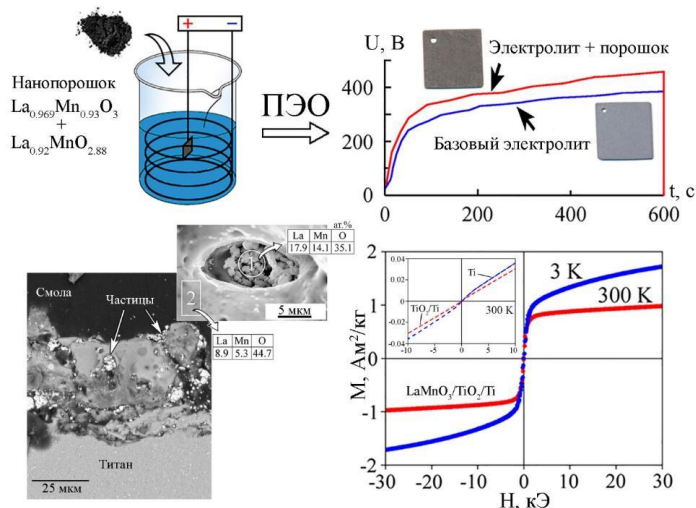 + −
Нанопорошок
La0.969Mn0.93O3
+
La0.92MnO2.88
ПЭО
U, В
Электролит + порошок
Базовый электролит
400
200
0
0 200 400 600
t, с
ат.%
La Mn O
17.9 14.1 35.1
1
2
5 мкм
La Mn O
8.9 5.3 44.7
Смола
Частицы
Титан
25 мкм
M, Ам²/кг
2
1
0
-1
-2
0.04
0.02
0.00
-0.02
-0.04
-10 -5 0 5 10
Ti
TiO2/Ti
300 K
3 K
300 K
LaMnO3/TiO2/Ti
-30 -20 -10 0 10 20 30
H, кЭ